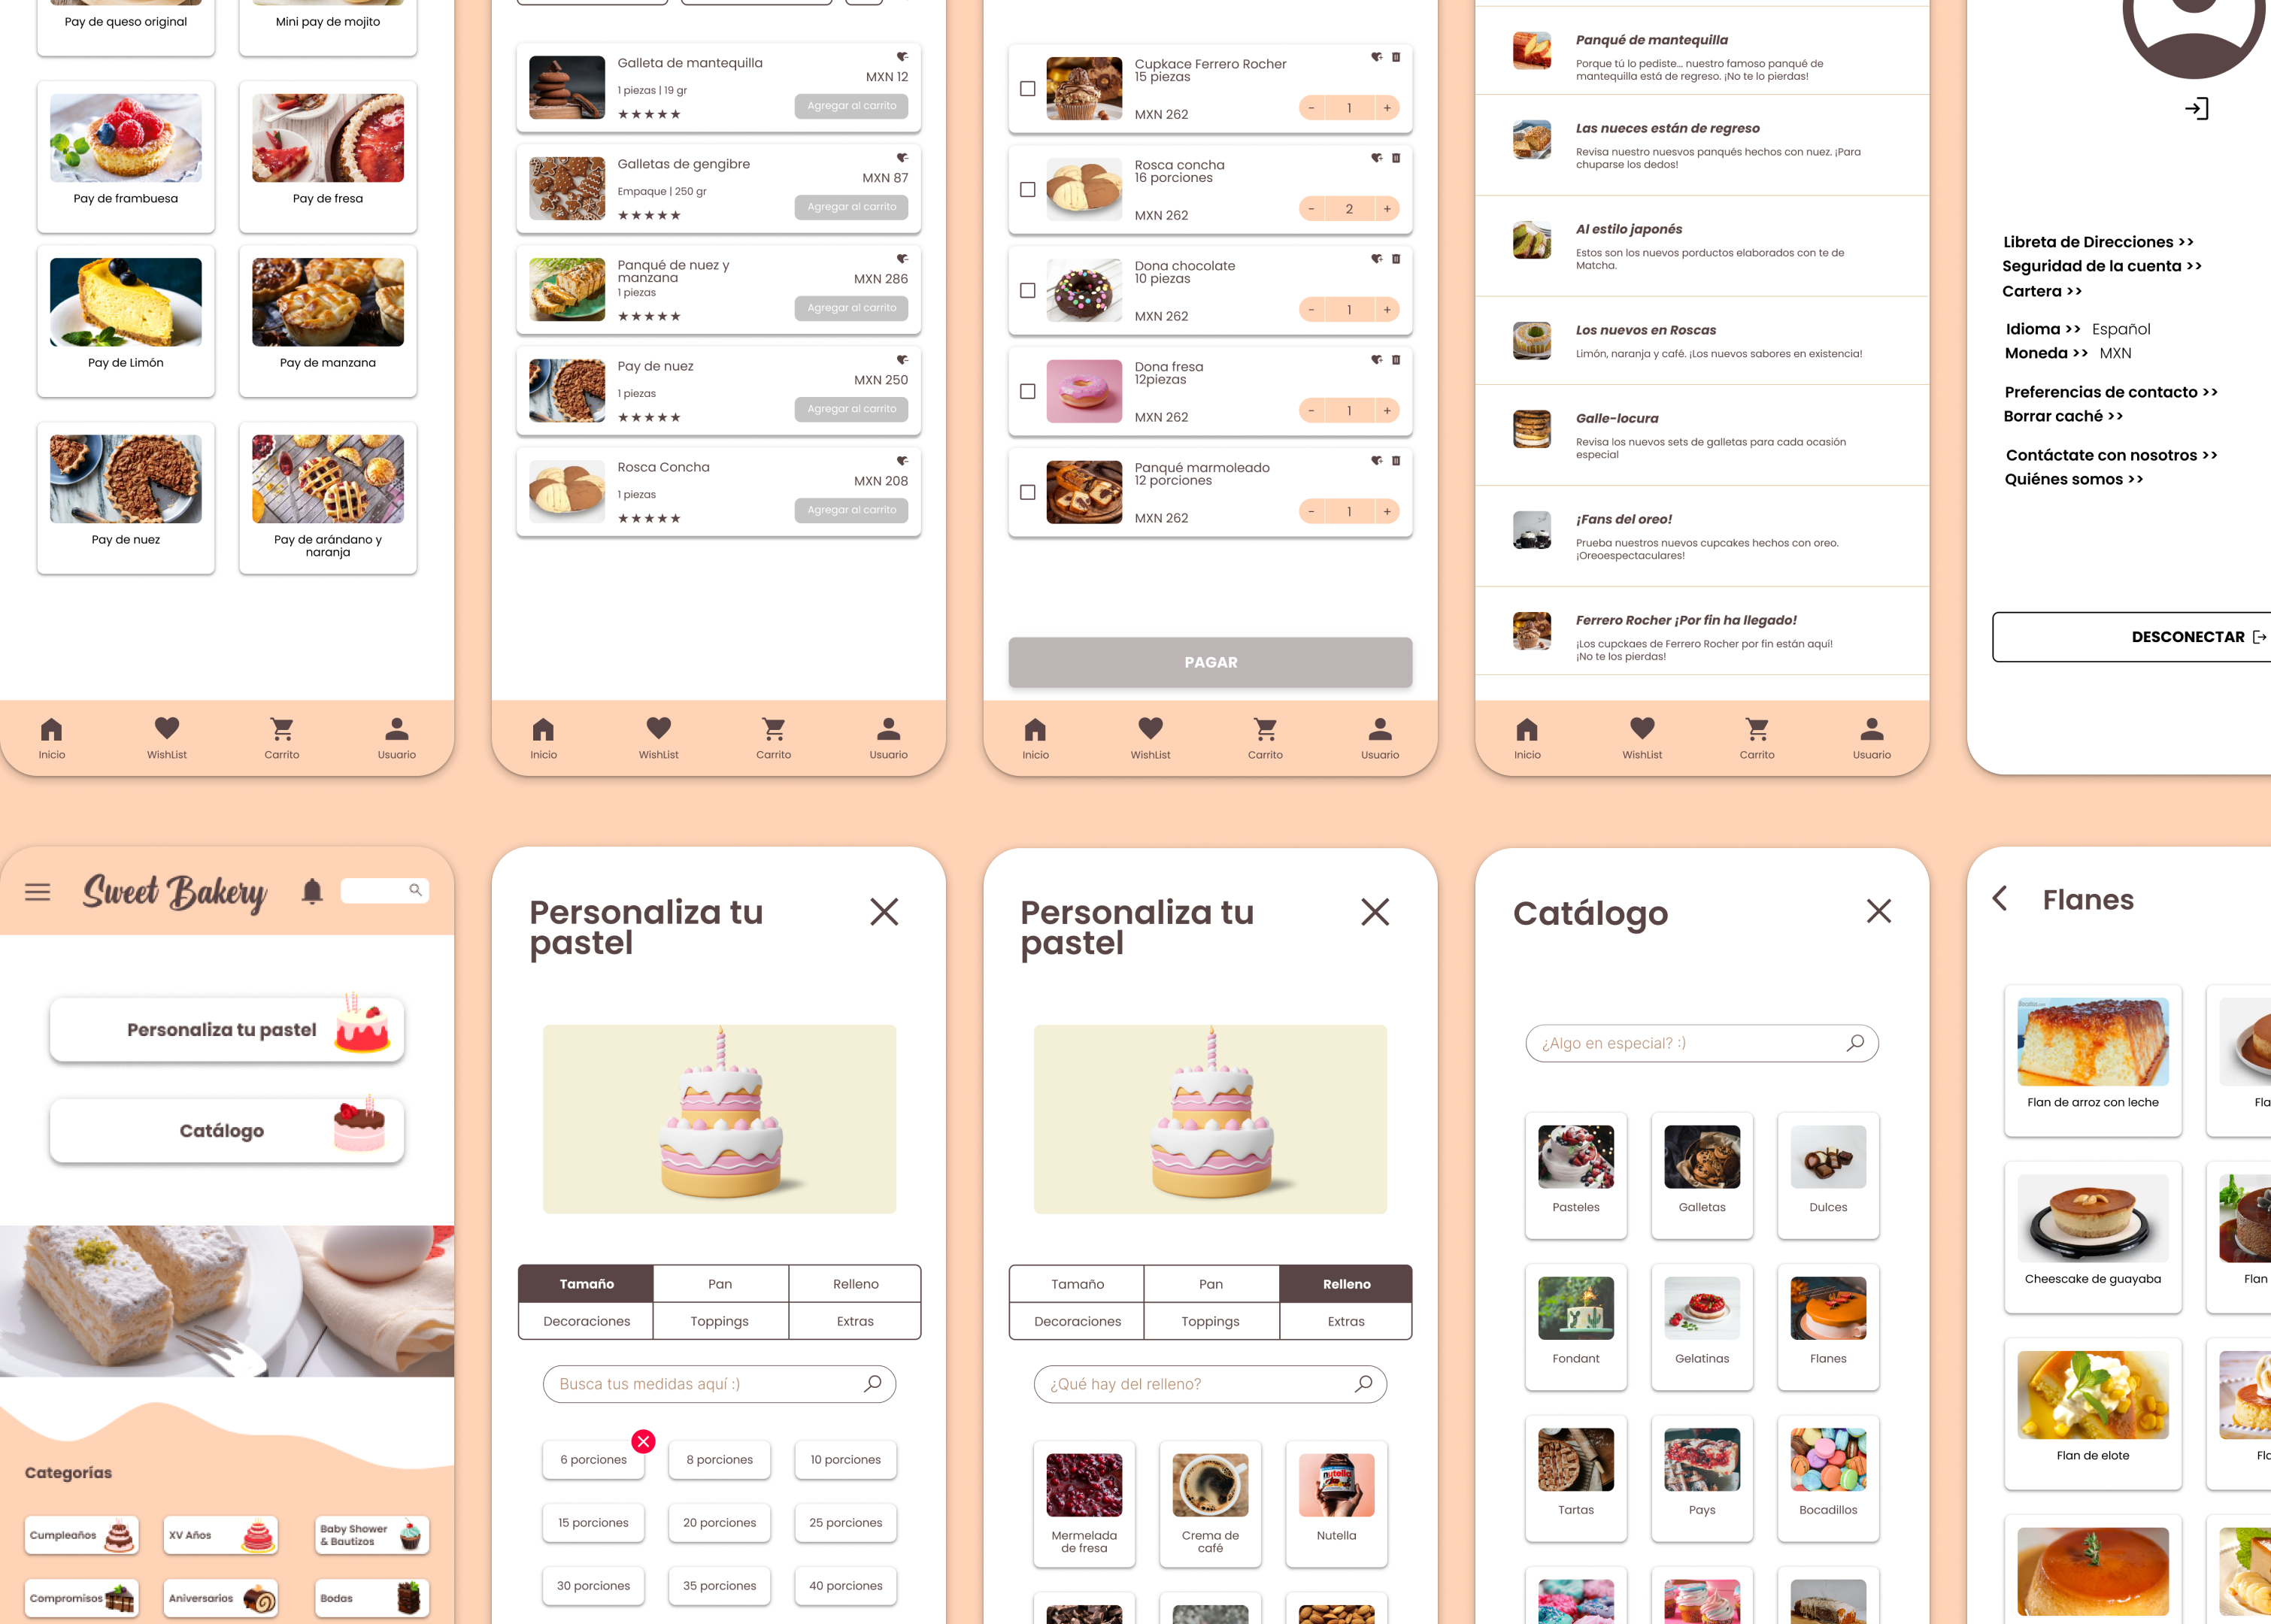 Pay de queso original
Mini pay de mojito
Pay de frambuesa
Pay de fresa
Pay de Limón
Pay de manzana
Pay de nuez
Pay de arándano y
naranja
Inicio
WishList
Carrito
Usuario
Galleta de mantequilla
MXN 12
1 piezas | 19 gr
Agregar al carrito
Galletas de gengibre
MXN 87
Empaque | 250 gr
Agregar al carrito
Panqué de nuez y
manzana
MXN 286
1 piezas
Agregar al carrito
Pay de nuez
MXN 250
1 piezas
Agregar al carrito
Rosca Concha
MXN 208
1 piezas
Agregar al carrito
Inicio
WishList
Carrito
Usuario
Cupkace Ferrero Rocher
15 piezas
MXN 262
- 1 +
Rosca concha
16 porciones
MXN 262
- 2 +
Dona chocolate
10 piezas
MXN 262
- 1 +
Dona fresa
12piezas
MXN 262
- 1 +
Panqué marmoleado
12 porciones
MXN 262
- 1 +
PAGAR
Inicio
WishList
Carrito
Usuario
Panqué de mantequilla
Porque tú lo pediste... nuestro famoso panqué de
mantequilla está de regreso. ¡No te lo pierdas!
Las nueces están de regreso
Revisa nuestro nuesvos panqués hechos con nuez. ¡Para
chuparse los dedos!
Al estilo japonés
Estos son los nuevos porductos elaborados con te de
Matcha.
Los nuevos en Roscas
Limón, naranja y café. ¡Los nuevos sabores en existencia!
Galle-locura
Revisa los nuevos sets de galletas para cada ocasión
especial
¡Fans del oreo!
Prueba nuestros nuevos cupcakes hechos con oreo.
¡Oreoespectaculares!
Ferrero Rocher ¡Por fin ha llegado!
¡Los cupckaes de Ferrero Rocher por fin están aquí!
¡No te los pierdas!
Inicio
WishList
Carrito
Usuario
Libreta de Direcciones >>
Seguridad de la cuenta >>
Cartera >>
Idioma >> Español
Moneda >> MXN
Preferencias de contacto >>
Borrar caché >>
Contáctate con nosotros >>
Quiénes somos >>
DESCONECTAR
Sweet Bakery
Personaliza tu pastel
Catálogo
Categorías
Cumpleaños
XV Años
Baby Shower
& Bautizos
Compromisos
Aniversarios
Bodas
Personaliza tu
pastel
Tamaño
Pan
Relleno
Decoraciones
Toppings
Extras
Busca tus medidas aquí :)
6 porciones
8 porciones
10 porciones
15 porciones
20 porciones
25 porciones
30 porciones
35 porciones
40 porciones
Personaliza tu
pastel
Tamaño
Pan
Relleno
Decoraciones
Toppings
Extras
¿Qué hay del relleno?
nutella
Mermelada
de fresa
Crema de
café
Nutella
Catálogo
¿Algo en especial? :)
Pasteles
Galletas
Dulces
Fondant
Gelatinas
Flanes
Tartas
Pays
Bocadillos
Flanes
Flan de arroz con leche
Fla
Cheescake de guayaba
Flan
Flan de elote
Fla